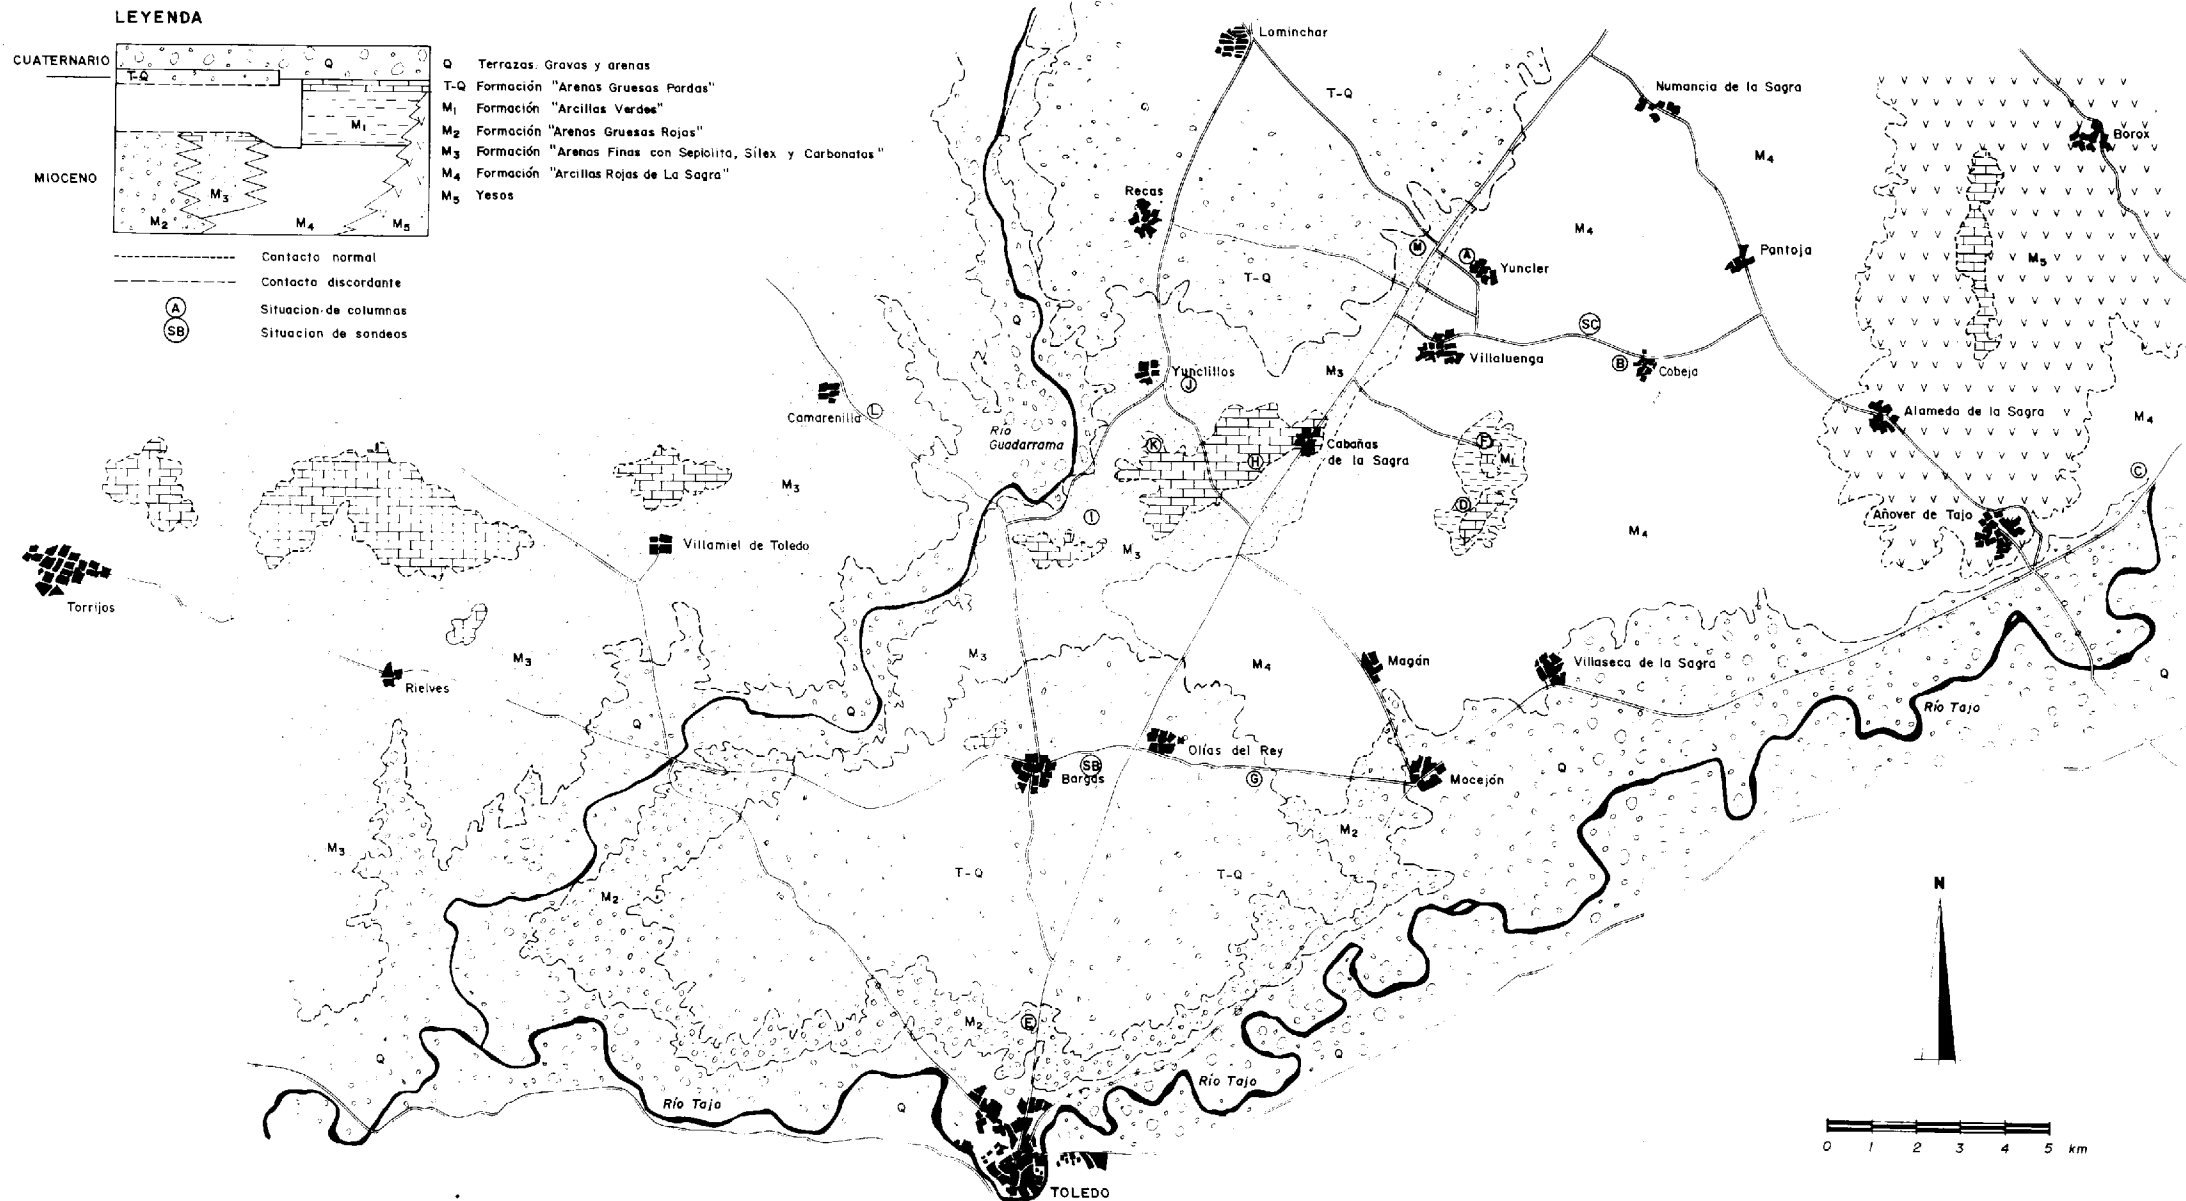 LEYENDA
CUATERNARIO
MIOCENO
Q
T-Q
M1
M2
M3
M4
M5
Q Terrazas. Gravas y arenas
T-Q Formación "Arenas Gruesas Pardas"
M1 Formación "Arcillas Verdes"
M2 Formación "Arenas Gruesas Rojas"
M3 Formación "Arenas Finas con Sepiolita, Sílex y Carbonatos"
M4 Formación "Arcillas Rojas de La Sagra"
M5 Yesos
Contacto normal
Contacto discordante
A Situacion de columnas
SB Situacion de sondeos
Lominchar
T-Q
Numancia de la Sagra
M4
Borox
Recas
M4
M
A
Yuncler
Pantoja
M5
T-Q
Q
SC
Villaluenga
B
Cobeja
Yunclillos
J
M3
Camarenilla
L
Alameda de la Sagra
M4
Río
Guadarrama
K
H
Cabañas
de la Sagra
F
M1
C
M3
D
I
Añover de Tajo
M4
Villamiel de Toledo
M3
Torrijos
M3
M3
M4
Magán
Villaseca de la Sagra
Rielves
Q
Q
Q
Río Tajo
Olías del Rey
SB
Bargas
G
Mocejón
Q
M2
M3
T-Q
T-Q
N
M2
M2
E
Q
Q
Río Tajo
Río Tajo
Q
TOLEDO
0 1 2 3 4 5 km